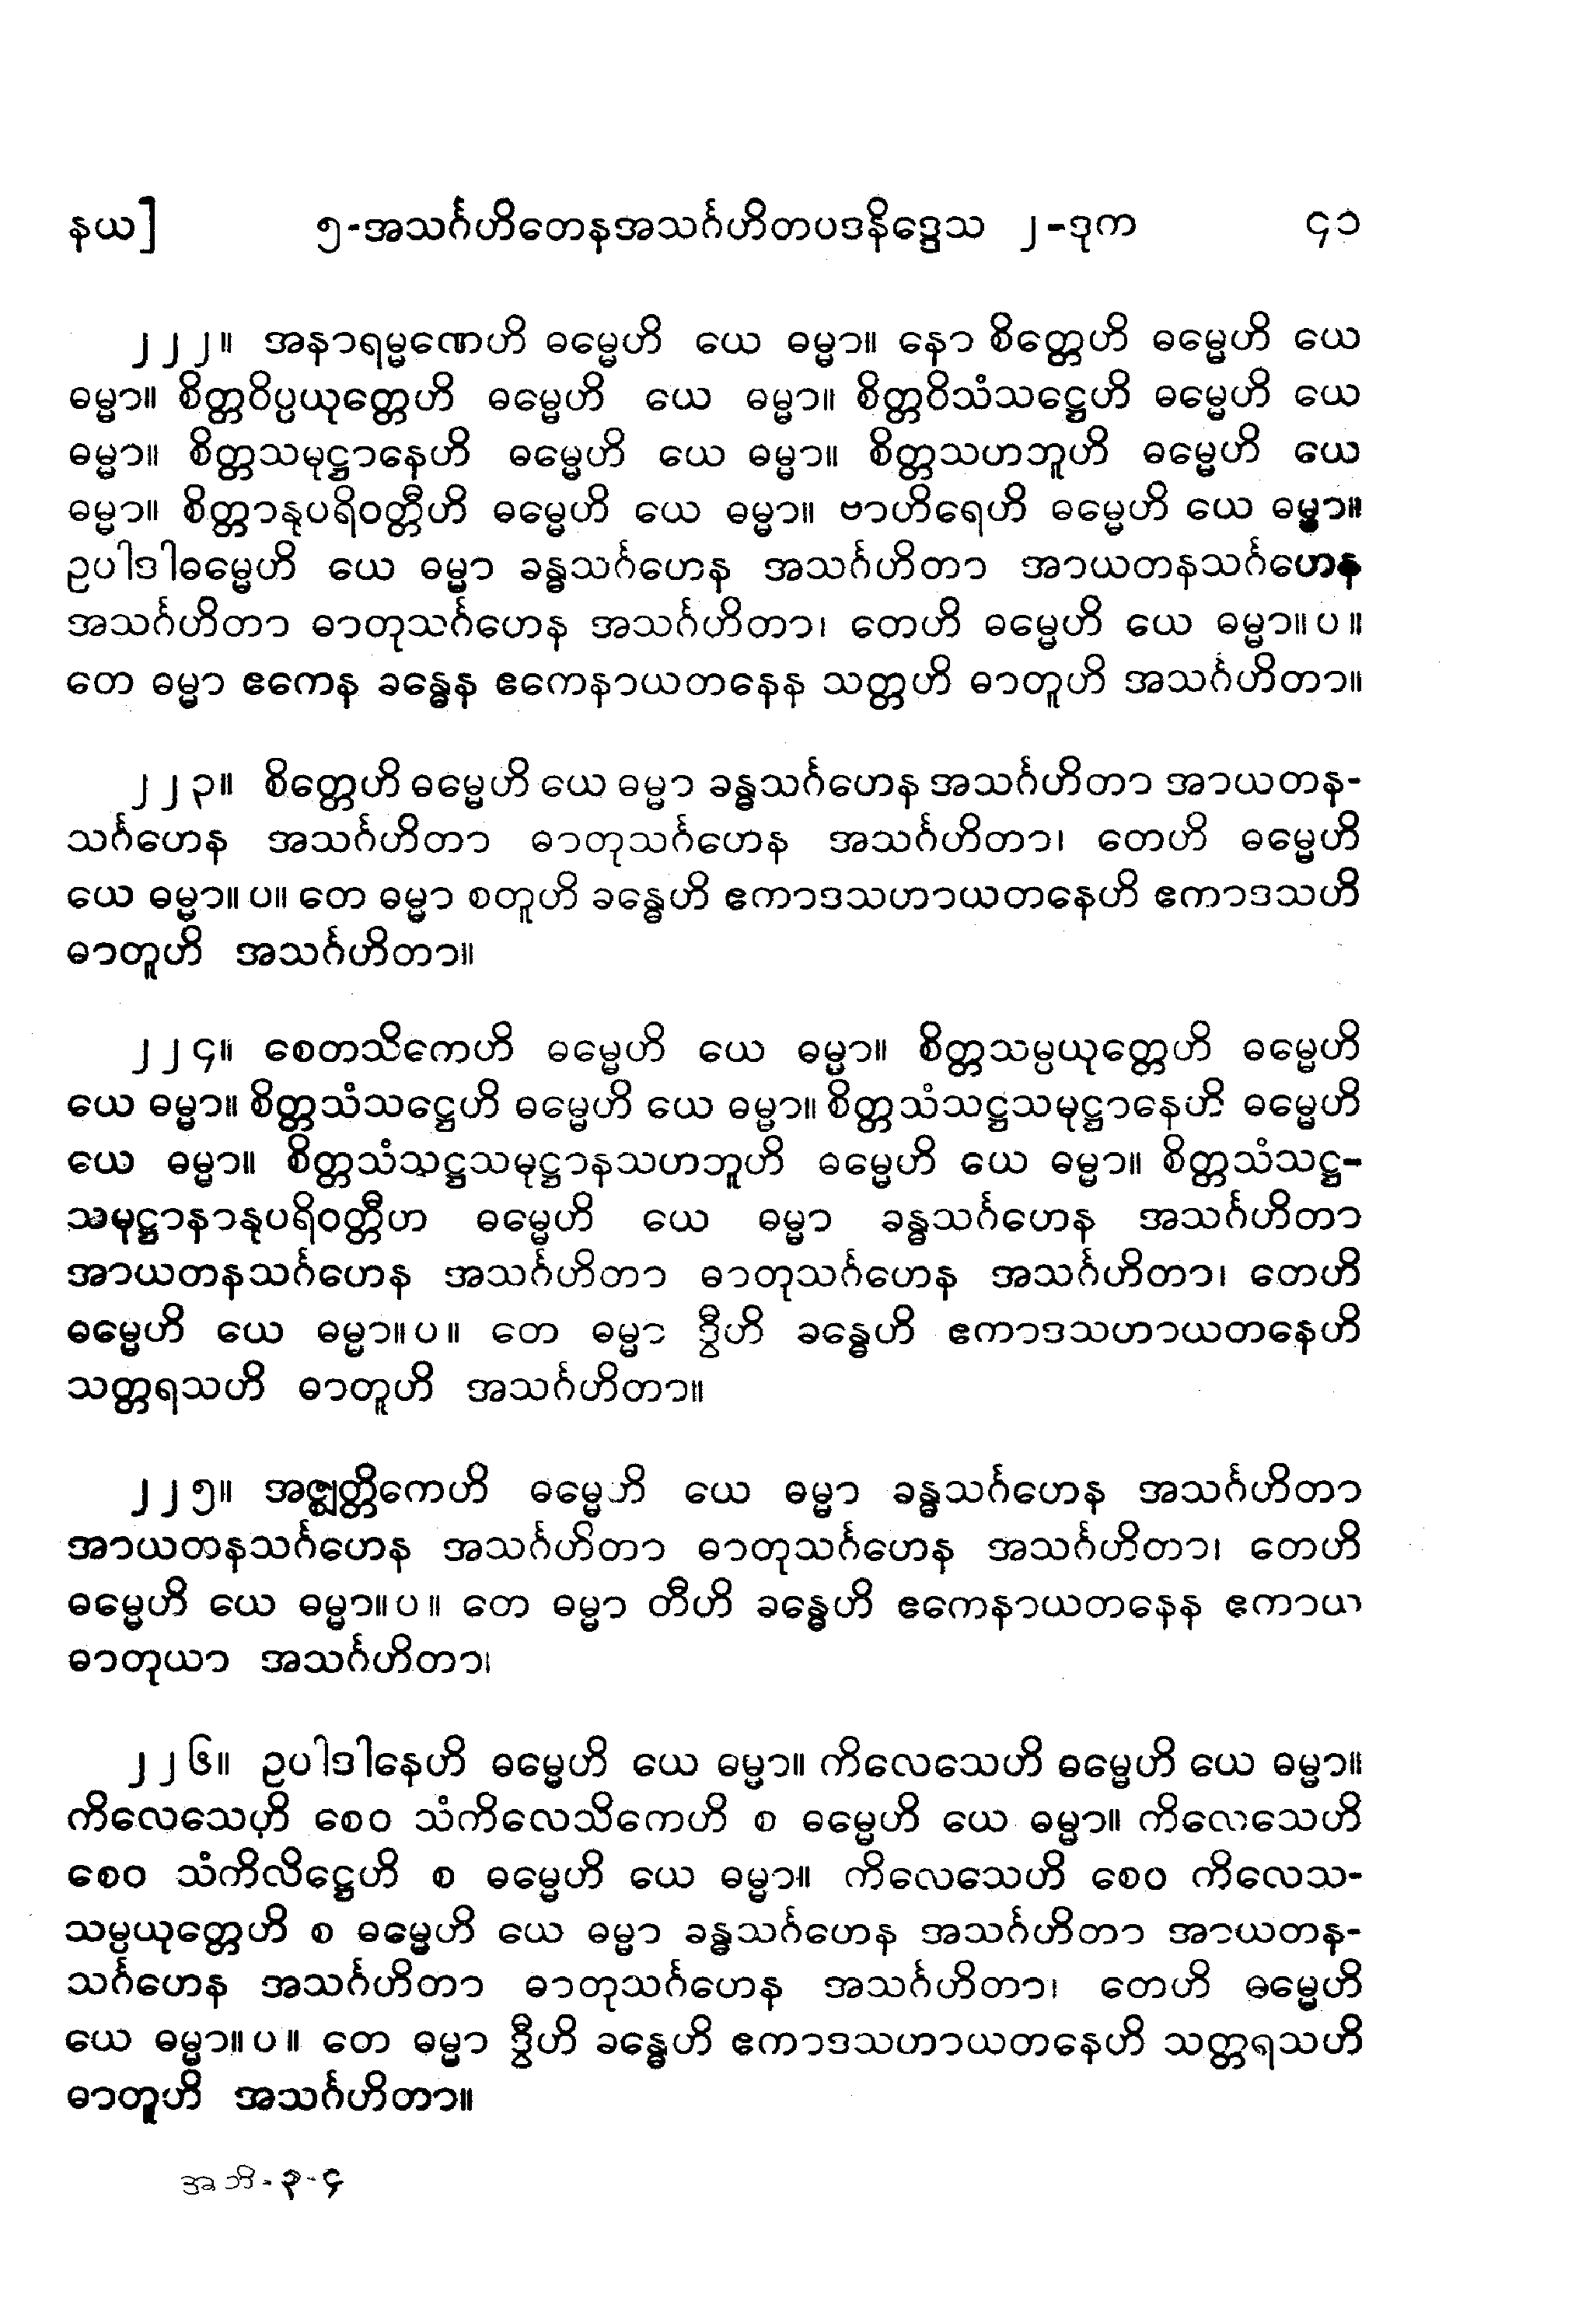 နယ]	၅-အသင်္ဂဟိတေနအသင်္ဂဟိတပဒနိဒ္ဒေသ ၂-ဒုက	၄၁
၂၂၂။ အနာရမ္မဏေဟိ ဓမ္မေဟိ ယေ ဓမ္မာ။ နော စိတ္တေဟိ ဓမ္မေဟိ ယေ
ဓမ္မာ။ စိတ္တဝိပ္ပယုတ္တေဟိ ဓမ္မေဟိ ယေ ဓမ္မာ။ စိတ္တဝိသံသဋ္ဌေဟိ ဓမ္မေဟိ ယေ
ဓမ္မာ။ စိတ္တသမုဋ္ဌာနေဟိ ဓမ္မေဟိ ယေ ဓမ္မာ။ စိတ္တသဟဘူဟိ ဓမ္မေဟိ ယေ
ဓမ္မာ။ စိတ္တာနုပရိဝတ္တီဟိ ဓမ္မေဟိ ယေ ဓမ္မာ။ ဗာဟိရေဟိ ဓမ္မေဟိ ယေ ဓမ္မာ။
ဥပါဒါဓမ္မေဟိ ယေ ဓမ္မာ ခန္ဓသင်္ဂဟေန အသင်္ဂဟိတာ အာယတနသင်္ဂဟေန
အသင်္ဂဟိတာ ဓာတုသင်္ဂဟေန အသင်္ဂဟိတာ၊ တေဟိ ဓမ္မေဟိ ယေ ဓမ္မာ။ပ။
တေ ဓမ္မာ ဧကေန ခန္ဓေန ဧကေနာယတနေန သတ္တဟိ ဓာတူဟိ အသင်္ဂဟိတာ။
၂၂၃။ စိတ္တေဟိ ဓမ္မေဟိ ယေ ဓမ္မာ ခန္ဓသင်္ဂဟေန အသင်္ဂဟိတာ အာယတန-
သင်္ဂဟေန အသင်္ဂဟိတာ ဓာတုသင်္ဂဟေန အသင်္ဂဟိတာ၊ တေဟိ ဓမ္မေဟိ
ယေ ဓမ္မာ။ပ။ တေ ဓမ္မာ စတူဟိ ခန္ဓေဟိ ဧကာဒသဟာယတနေဟိ ဧကာဒသဟိ
ဓာတူဟိ အသင်္ဂဟိတာ။
၂၂၄။ စေတသိကေဟိ ဓမ္မေဟိ ယေ ဓမ္မာ။ စိတ္တသမ္ပယုတ္တေဟိ ဓမ္မေဟိ
ယေ ဓမ္မာ။ စိတ္တသံသဋ္ဌေဟိ ဓမ္မေဟိ ယေ ဓမ္မာ။ စိတ္တသံသဋ္ဌသမုဋ္ဌာနေဟိ ဓမ္မေဟိ
ယေ ဓမ္မာ။ စိတ္တသံသဋ္ဌသမုဋ္ဌာနသဟဘူဟိ ဓမ္မေဟိ ယေ ဓမ္မာ။ စိတ္တသံသဋ္ဌ-
သမုဋ္ဌာနာနုပရိဝတ္တီဟ ဓမ္မေဟိ ယေ ဓမ္မာ ခန္ဓသင်္ဂဟေန အသင်္ဂဟိတာ
အာယတနသင်္ဂဟေန အသင်္ဂဟိတာ ဓာတုသင်္ဂဟေန အသင်္ဂဟိတာ၊ တေဟိ
ဓမ္မေဟိ ယေ ဓမ္မာ။ပ။ တေ ဓမ္မာ ဒွီဟိ ခန္ဓေဟိ ဧကာဒသဟာယတနေဟိ
သတ္တရသဟိ ဓာတူဟိ အသင်္ဂဟိတာ။
၂၂၅။ အဇ္ဈတ္တိကေဟိ ဓမ္မေဟိ ယေ ဓမ္မာ ခန္ဓသင်္ဂဟေန အသင်္ဂဟိတာ
အာယတနသင်္ဂဟေန အသင်္ဂဟိတာ ဓာတုသင်္ဂဟေန အသင်္ဂဟိတာ၊ တေဟိ
ဓမ္မေဟိ ယေ ဓမ္မာ။ပ။ တေ ဓမ္မာ တီဟိ ခန္ဓေဟိ ဧကေနာယတနေန ဧကာယ
ဓာတုယာ အသင်္ဂဟိတာ၊
၂၂၆။ ဥပါဒါနေဟိ ဓမ္မေဟိ ယေ ဓမ္မာ။ ကိလေသေဟိ ဓမ္မေဟိ ယေ ဓမ္မာ။
ကိလေသေဟိ စေဝ သံကိလေသိကေဟိ စ ဓမ္မေဟိ ယေ ဓမ္မာ။ ကိလေသေဟိ
စေဝ သံကိလိဋ္ဌေဟိ စ ဓမ္မေဟိ ယေ ဓမ္မာ။ ကိလေသေဟိ စေဝ ကိလေသ-
သမ္ပယုတ္တေဟိ စ ဓမ္မေဟိ ယေ ဓမ္မာ ခန္ဓသင်္ဂဟေန အသင်္ဂဟိတာ အာယတန-
သင်္ဂဟေန အသင်္ဂဟိတာ ဓာတုသင်္ဂဟေန အသင်္ဂဟိတာ၊ တေဟိ ဓမ္မေဟိ
ယေ ဓမ္မာ။ပ။ တေ ဓမ္မာ ဒွီဟိ ခန္ဓေဟိ ဧကာဒသဟာယတနေဟိ သတ္တရသဟိ
ဓာတူဟိ အသင်္ဂဟိတာ။
အဘိ-၃-၄